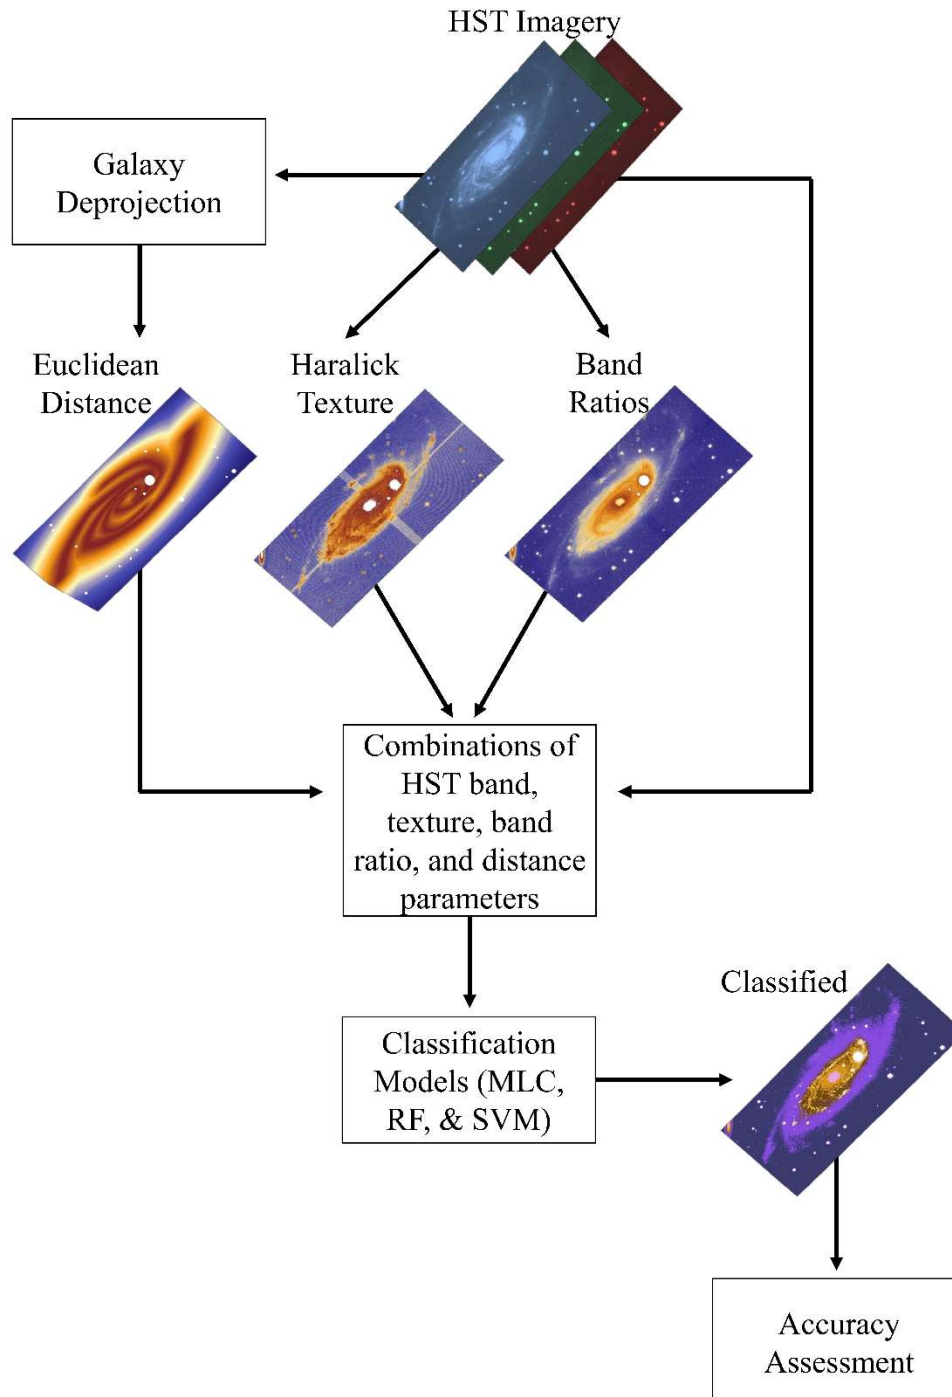 HST Imagery
Galaxy
Deprojection
Euclidean
Distance
Haralick
Texture
Band
Ratios
Combinations of
HST band,
texture, band
ratio, and distance
parameters
Classification
Models (MLC,
RF, & SVM)
Classified
Accuracy
Assessment